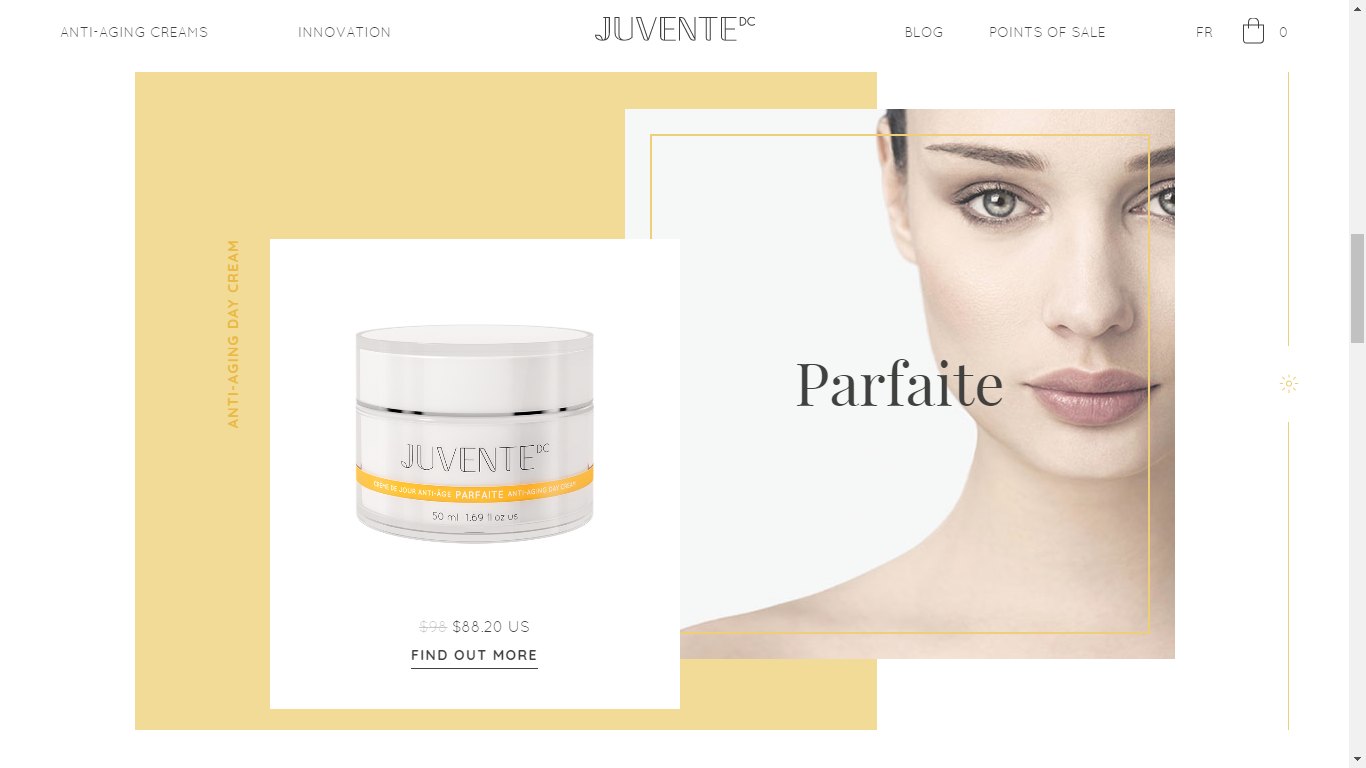 ANTI-AGING CREAMS
INNOVATION
JUVENTE DC
BLOG
POINTS OF SALE
FR
0
ANTI-AGING DAY CREAM
JUVENTE DC
CRÈME DE JOUR ANTI-ÂGE PARFAITE ANTI-AGING DAY CREAM
50 ml 1.69 fl oz us
Parfaite
$98 $88.20 US
FIND OUT MORE